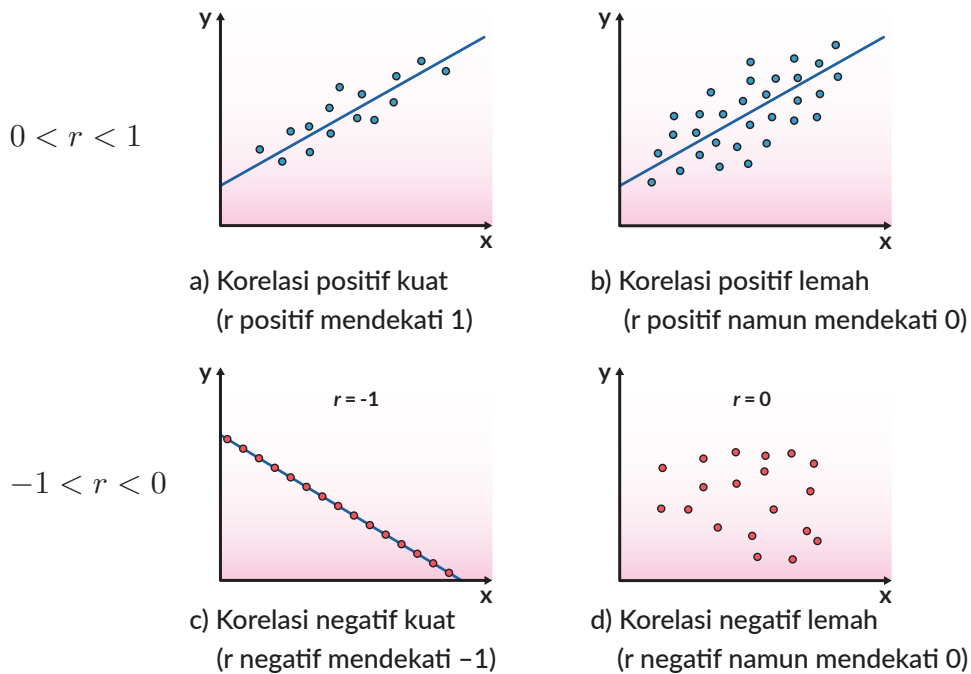 y
y
0 < r < 1
x
x
a) Korelasi positif kuat
(r positif mendekati 1)
b) Korelasi positif lemah
(r positif namun mendekati 0)
y
y
r = -1
r = 0
−1 < r < 0
x
x
c) Korelasi negatif kuat
(r negatif mendekati −1)
d) Korelasi negatif lemah
(r negatif namun mendekati 0)